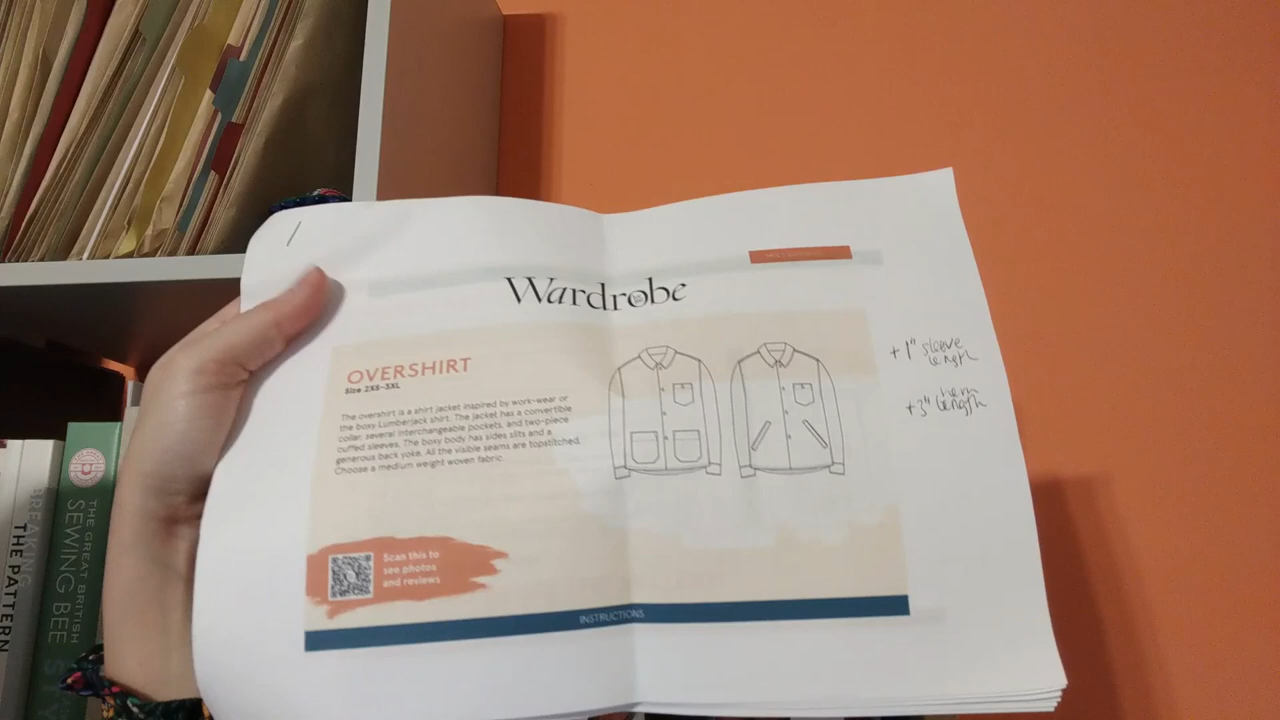 Wardrobe
OVERSHIRT
Size 2XS-3XL
The overshirt is a shirt jacket inspired by work-wear or
the boxy Lumberjack shirt. The jacket has a convertible
collar, several interchangeable pockets, and two-piece
cuffed sleeves. The boxy body has sides slits and a
generous back yoke. All the visible seams are topstitched.
Choose a medium weight woven fabric.
+1" sleeve
length
+3" hem
length
Scan this to
see photos
and reviews
INSTRUCTIONS
BREAKING
THE PATTERN
THE GREAT BRITISH
SEWING BEE